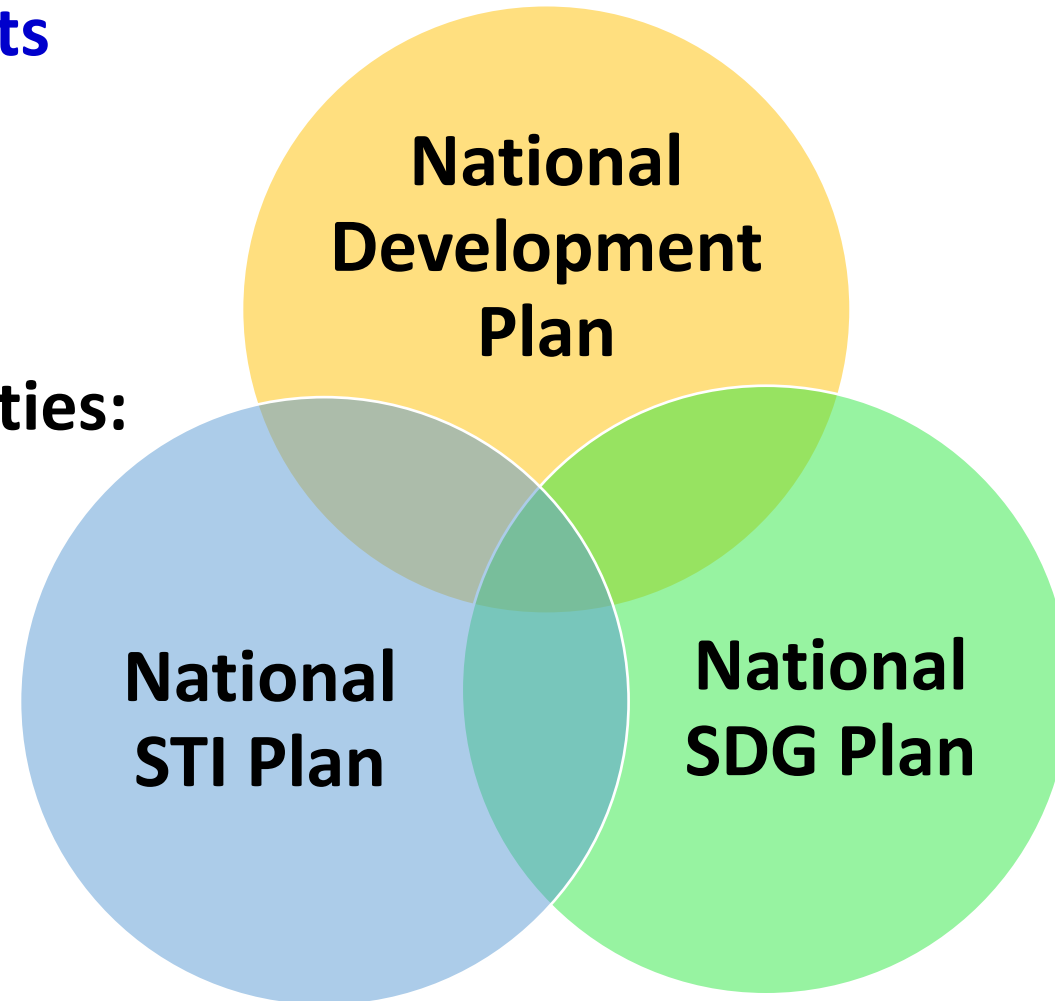 ts
National
Development
Plan
ties:
National
STI Plan
National
SDG Plan